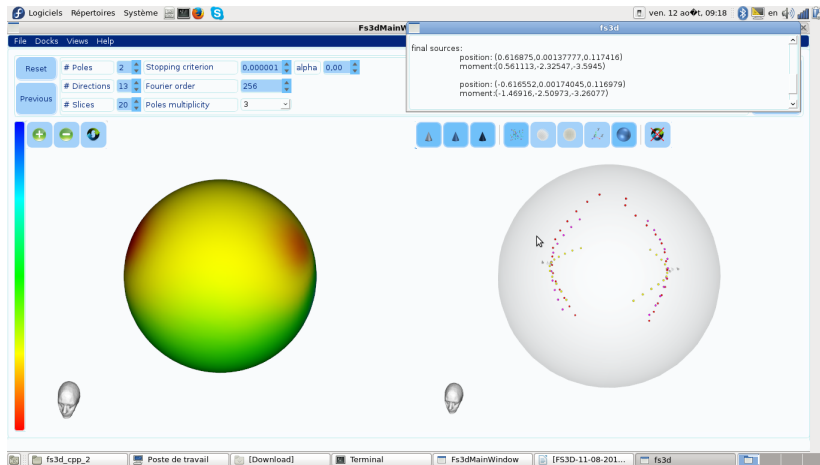 Logiciels Répertoires Système
ven. 12 ao�t, 09:18 en
Fs3dMainW
fs3d
File Docks Views Help
final sources:
position: (0.616875,0.00137777,0.117416)
moment:(0.561113,-2.32547,-3.5945)
position: (-0.616552,0.00174045,0.116979)
moment:(-1.46916,-2.50973,-3.26077)
Reset # Poles 2 Stopping criterion 0,000001 alpha 0,00
# Directions 13 Fourier order 256
Previous
# Slices 20 Poles multiplicity 3
fs3d_cpp_2 Poste de travail [Download] Terminal Fs3dMainWindow [FS3D-11-08-201... fs3d